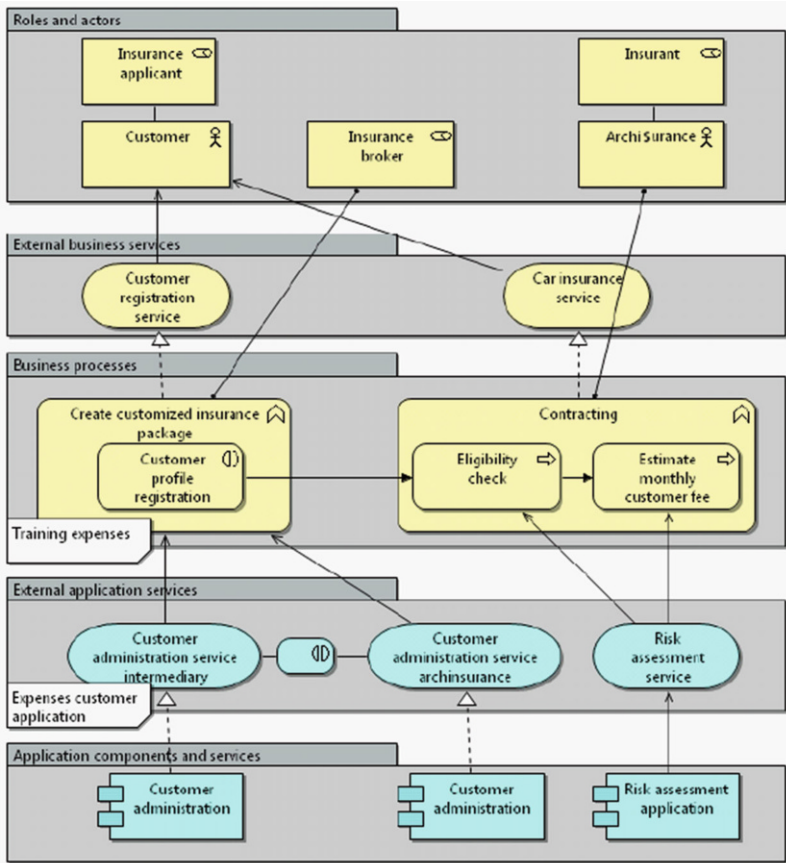 Roles and actors
Insurance
applicant
Insurant
Customer
Insurance
broker
ArchiSurance
External business services
Customer
registration
service
Car insurance
service
Business processes
Create customized insurance
package
Contracting
Customer
profile
registration
Eligibility
check
Estimate
monthly
customer fee
Training expenses
External application services
Customer
administration service
intermediary
Customer
administration service
archinsurance
Risk
assessment
service
Expenses customer
application
Application components and services
Customer
administration
Customer
administration
Risk assessment
application